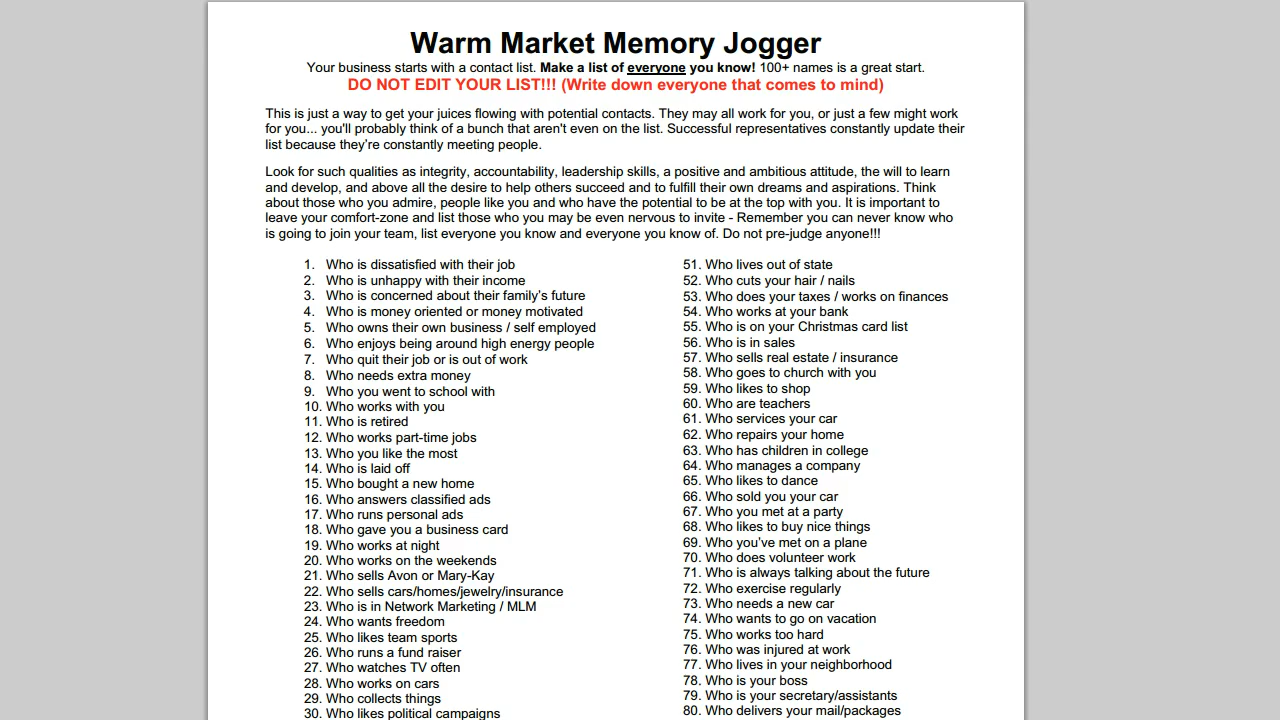 Warm Market Memory Jogger
Your business starts with a contact list. Make a list of everyone you know! 100+ names is a great start.
DO NOT EDIT YOUR LIST!!! (Write down everyone that comes to mind)
This is just a way to get your juices flowing with potential contacts. They may all work for you, or just a few might work
for you... you'll probably think of a bunch that aren't even on the list. Successful representatives constantly update their
list because they're constantly meeting people.
Look for such qualities as integrity, accountability, leadership skills, a positive and ambitious attitude, the will to learn
and develop, and above all the desire to help others succeed and to fulfill their own dreams and aspirations. Think
about those who you admire, people like you and who have the potential to be at the top with you. It is important to
leave your comfort-zone and list those who you may be even nervous to invite - Remember you can never know who
is going to join your team, list everyone you know and everyone you know of. Do not pre-judge anyone!!!
1. Who is dissatisfied with their job
2. Who is unhappy with their income
3. Who is concerned about their family's future
4. Who is money oriented or money motivated
5. Who owns their own business / self employed
6. Who enjoys being around high energy people
7. Who quit their job or is out of work
8. Who needs extra money
9. Who you went to school with
10. Who works with you
11. Who is retired
12. Who works part-time jobs
13. Who you like the most
14. Who is laid off
15. Who bought a new home
16. Who answers classified ads
17. Who runs personal ads
18. Who gave you a business card
19. Who works at night
20. Who works on the weekends
21. Who sells Avon or Mary-Kay
22. Who sells cars/homes/jewelry/insurance
23. Who is in Network Marketing / MLM
24. Who wants freedom
25. Who likes team sports
26. Who runs a fund raiser
27. Who watches TV often
28. Who works on cars
29. Who collects things
30. Who likes political campaigns
51. Who lives out of state
52. Who cuts your hair / nails
53. Who does your taxes / works on finances
54. Who works at your bank
55. Who is on your Christmas card list
56. Who is in sales
57. Who sells real estate / insurance
58. Who goes to church with you
59. Who likes to shop
60. Who are teachers
61. Who services your car
62. Who repairs your home
63. Who has children in college
64. Who manages a company
65. Who likes to dance
66. Who sold you your car
67. Who you met at a party
68. Who likes to buy nice things
69. Who you've met on a plane
70. Who does volunteer work
71. Who is always talking about the future
72. Who exercise regularly
73. Who needs a new car
74. Who wants to go on vacation
75. Who works too hard
76. Who was injured at work
77. Who lives in your neighborhood
78. Who is your boss
79. Who is your secretary/assistants
80. Who delivers your mail/packages